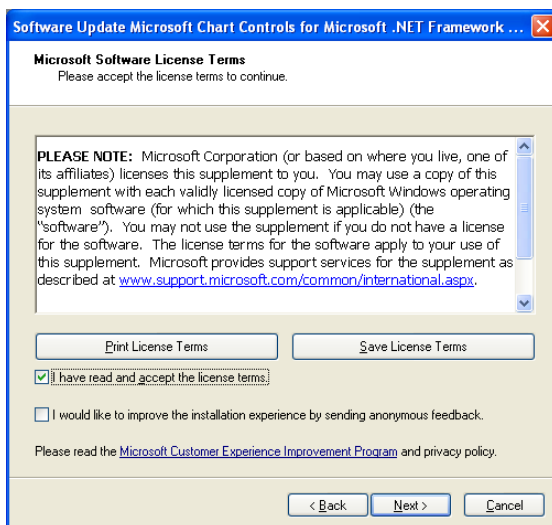 Software Update Microsoft Chart Controls for Microsoft .NET Framework ...
Microsoft Software License Terms
Please accept the license terms to continue.
PLEASE NOTE: Microsoft Corporation (or based on where you live, one of
its affiliates) licenses this supplement to you. You may use a copy of this
supplement with each validly licensed copy of Microsoft Windows operating
system software (for which this supplement is applicable) (the
"software"). You may not use the supplement if you do not have a license
for the software. The license terms for the software apply to your use of
this supplement. Microsoft provides support services for the supplement as
described at www.support.microsoft.com/common/international.aspx.
Print License Terms
Save License Terms
I have read and accept the license terms.
I would like to improve the installation experience by sending anonymous feedback.
Please read the Microsoft Customer Experience Improvement Program and privacy policy.
< Back
Next >
Cancel